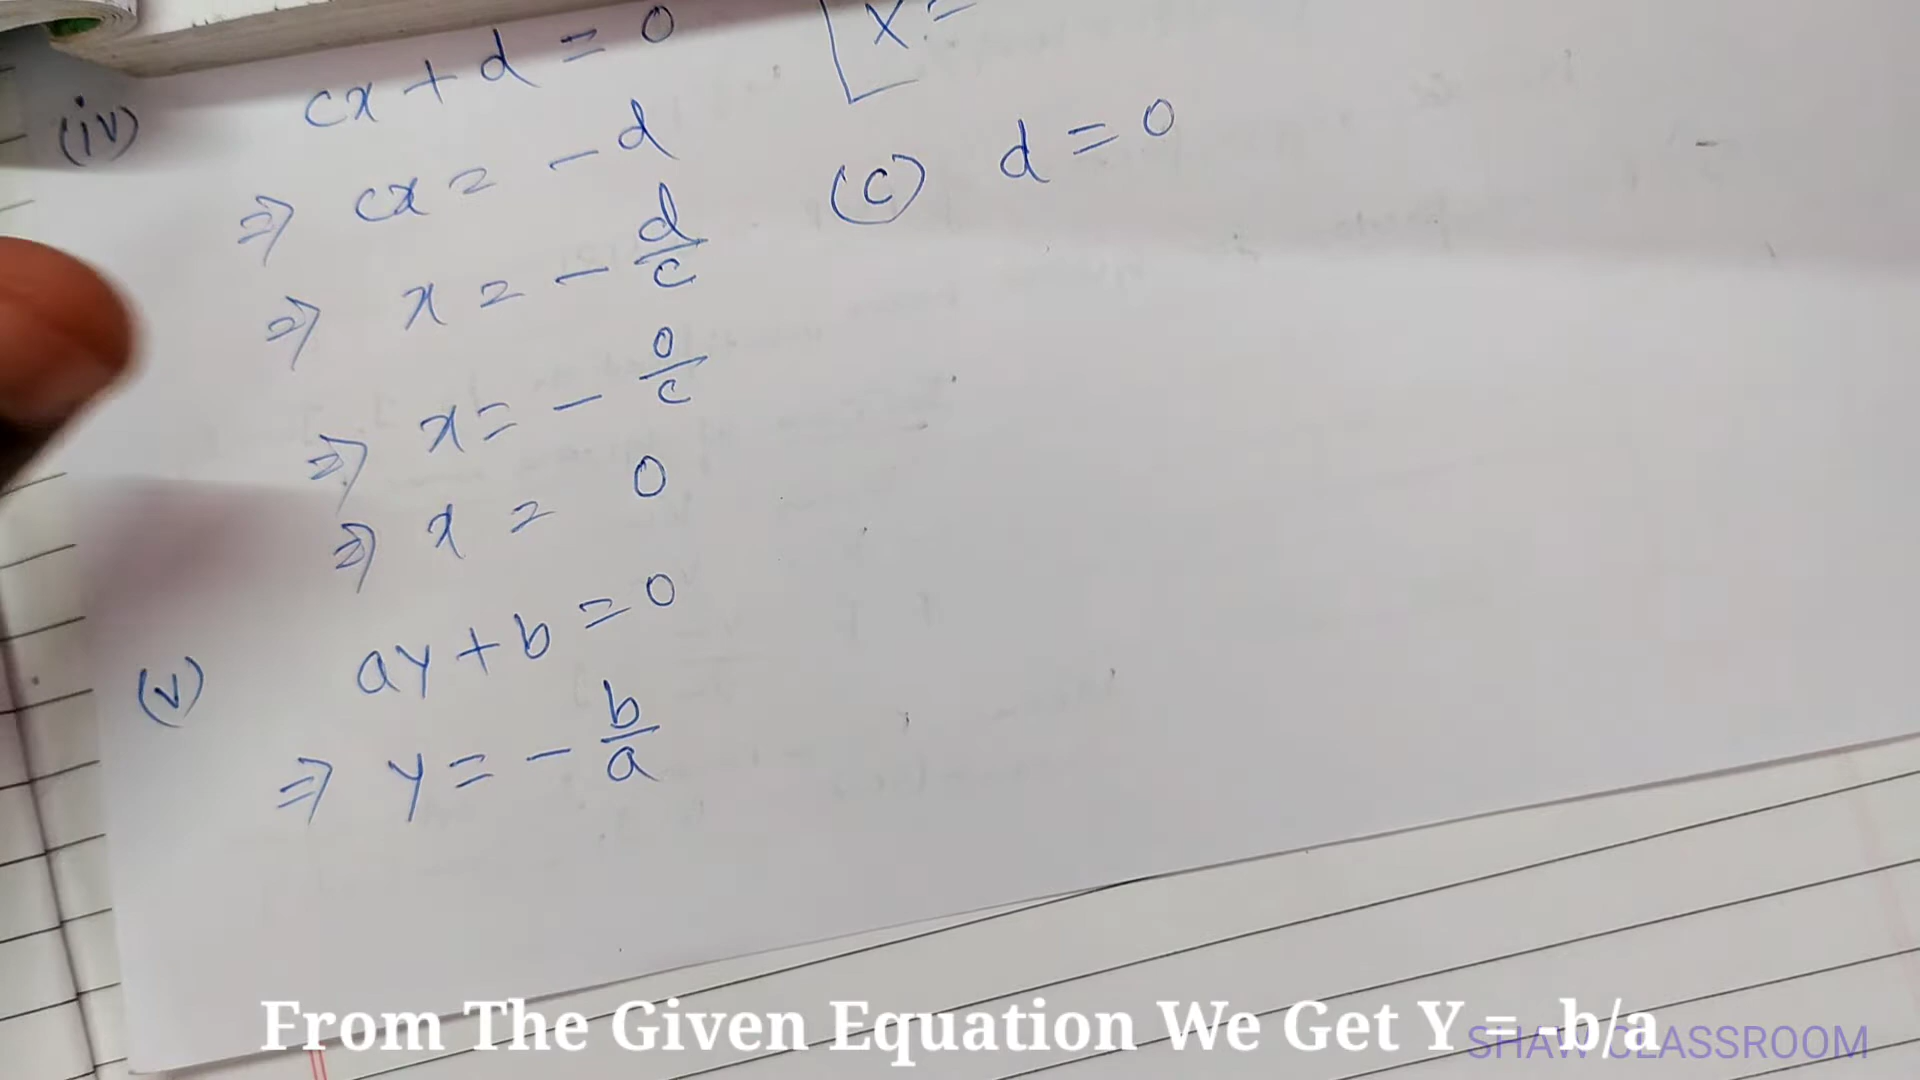 (iv) cx + d = 0
⇒ cx = - d
⇒ x = - d/c
⇒ x = - 0/c
⇒ x = 0
x =
(c) d = 0
(v) ay + b = 0
⇒ y = - b/a
From The Given Equation We Get Y = -b/a
SHAW CLASSROOM